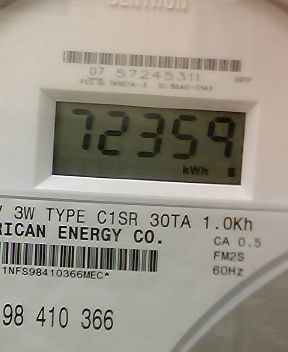 CENTRON
07 57245311
72359
kWh
V 3W TYPE C1SR 30TA 1.0Kh
RICAN ENERGY CO.
CA 0.5
FM2S
60Hz
1NFS98410366MEC*
98 410 366